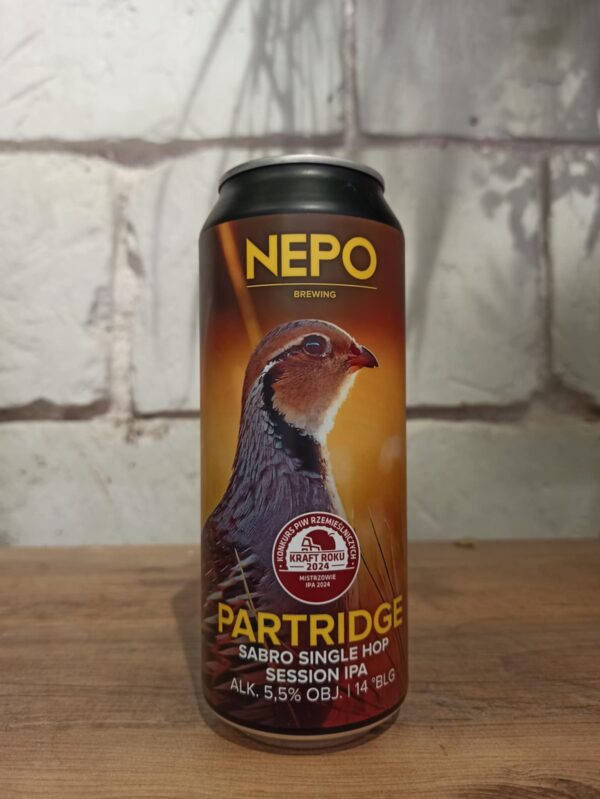 NEPO
BREWING
KONKURS PIW RZEMIEŚLNICZYCH
KRAFT ROKU
2024
MISTRZOWIE
IPA 2024
PARTRIDGE
SABRO SINGLE HOP
SESSION IPA
ALK. 5,5% OBJ. | 14 °BLG